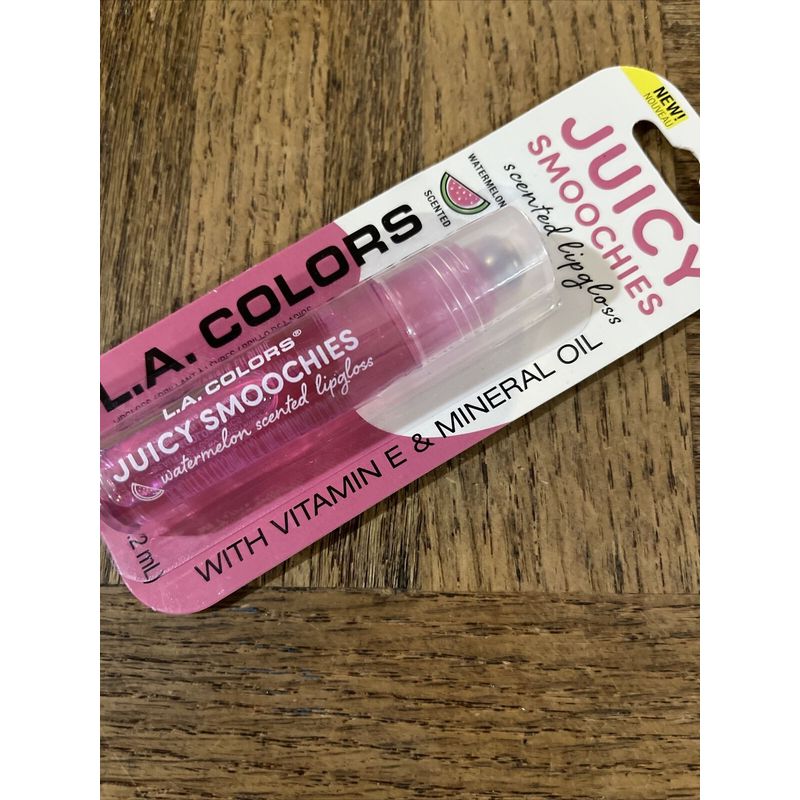 NEW!
NOUVEAU
JUICY
SMOOCHIES
scented lipgloss
WATERMELON
SCENTED
L.A. COLORS
L.A. COLORS®
JUICY SMOOCHIES
watermelon scented lipgloss
WITH VITAMIN E & MINERAL OIL
2 mL)